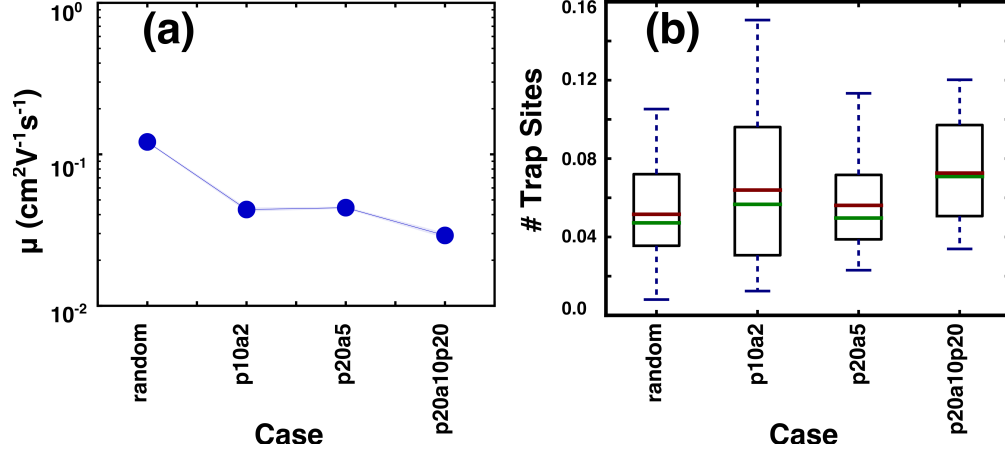 (a)
10⁰
10⁻¹
10⁻²
μ (cm²V⁻¹s⁻¹)
random
p10a2
p20a5
p20a10p20
Case
(b)
0.16
0.12
0.08
0.04
0.0
# Trap Sites
random
p10a2
p20a5
p20a10p20
Case